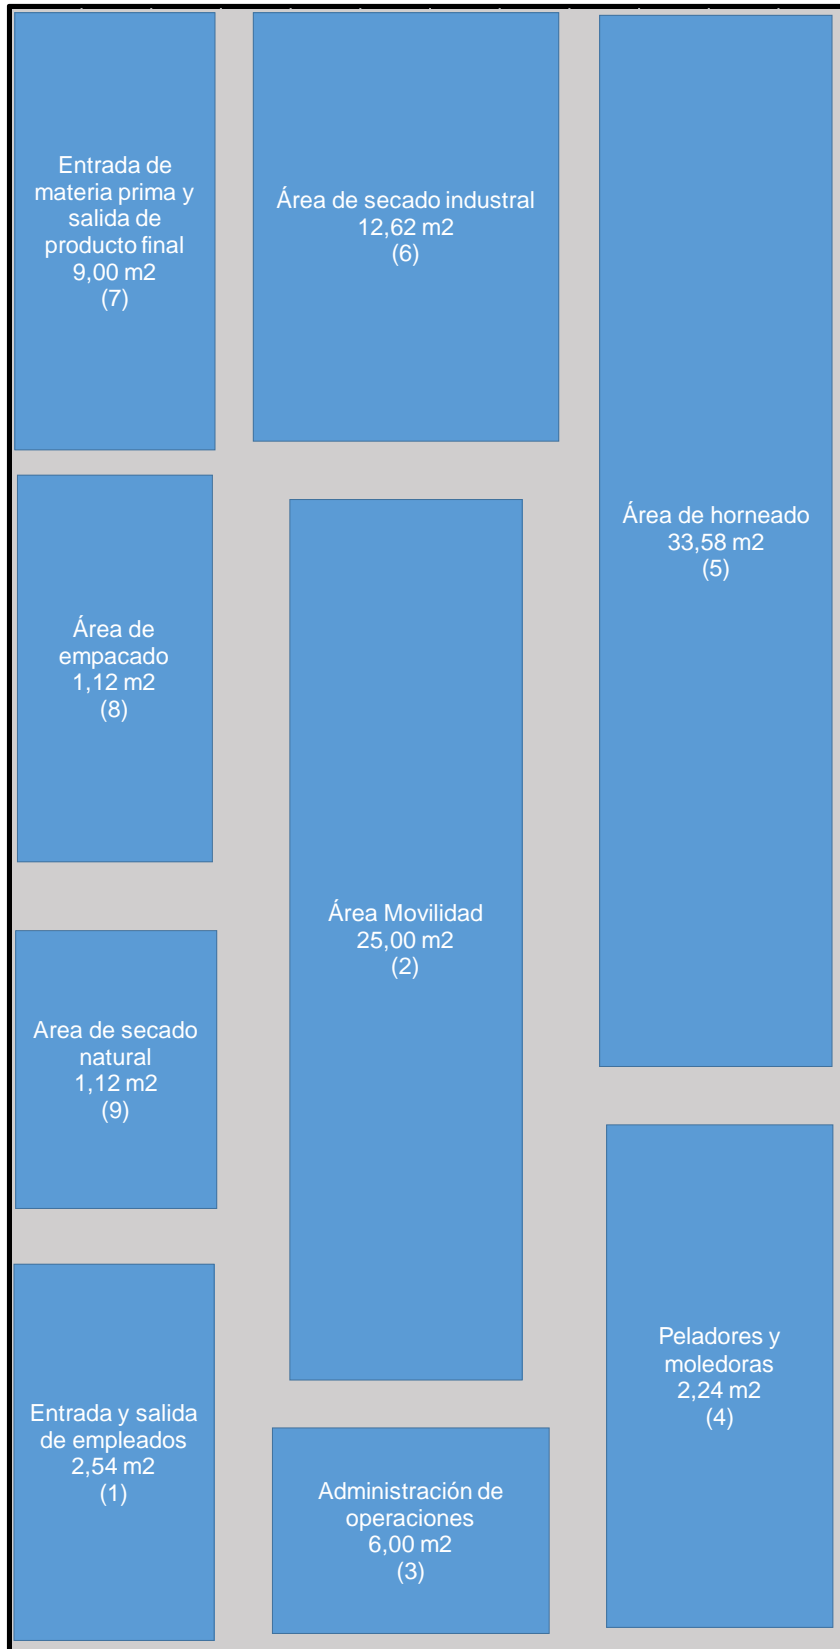 Entrada de
materia prima y
salida de
producto final
9,00 m2
(7)
Área de secado industral
12,62 m2
(6)
Área de horneado
33,58 m2
(5)
Área de
empacado
1,12 m2
(8)
Área Movilidad
25,00 m2
(2)
Area de secado
natural
1,12 m2
(9)
Peladores y
moledoras
2,24 m2
(4)
Entrada y salida
de empleados
2,54 m2
(1)
Administración de
operaciones
6,00 m2
(3)